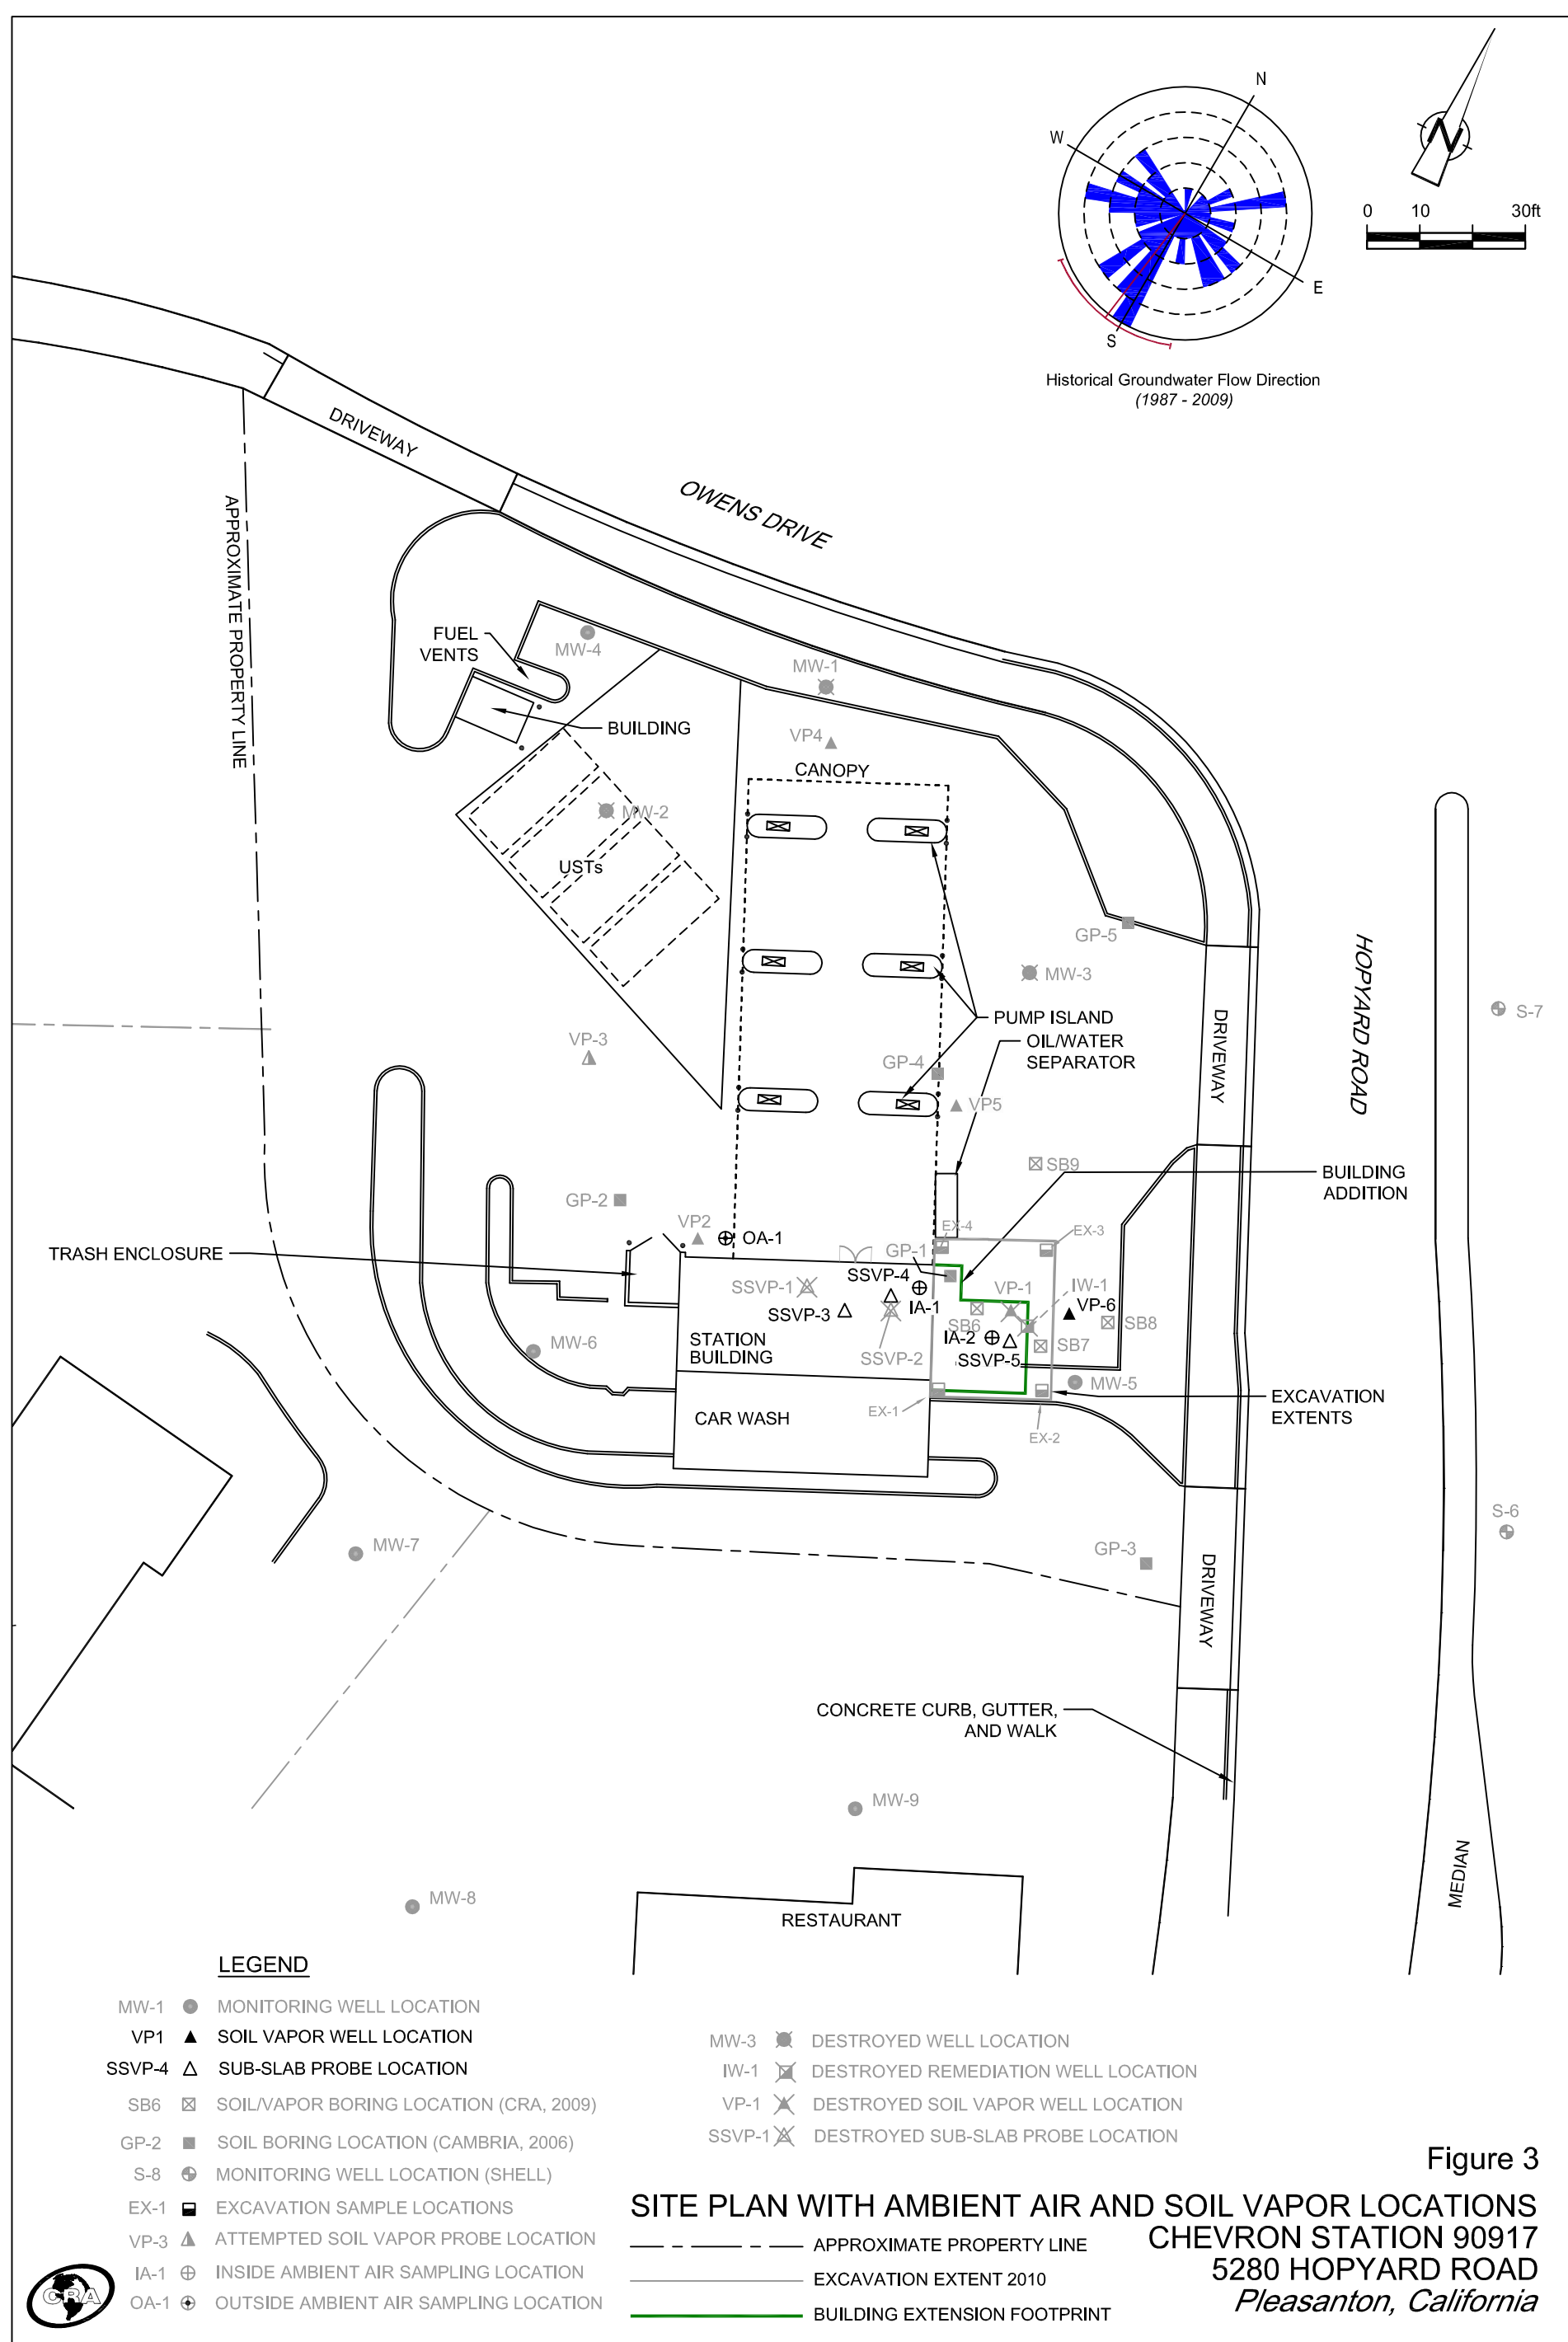 N
W
E
S
N
0 10 30ft
Historical Groundwater Flow Direction
(1987 - 2009)
DRIVEWAY
OWENS DRIVE
APPROXIMATE PROPERTY LINE
FUEL
VENTS
MW-4
MW-1
BUILDING
VP4
CANOPY
MW-2
USTs
GP-5
MW-3
HOPYARD ROAD
S-7
PUMP ISLAND
OIL/WATER
SEPARATOR
DRIVEWAY
VP-3
GP-4
VP5
SB9
BUILDING
ADDITION
GP-2
VP2
OA-1
EX-4
EX-3
TRASH ENCLOSURE
GP-1
SSVP-4
SSVP-1
VP-1
IW-1
SSVP-3
IA-1
VP-6
SB6
SB8
IA-2
STATION
BUILDING
SSVP-2
SSVP-5
SB7
MW-6
MW-5
EXCAVATION
EXTENTS
CAR WASH
EX-1
EX-2
S-6
MW-7
GP-3
DRIVEWAY
CONCRETE CURB, GUTTER,
AND WALK
MW-9
MEDIAN
MW-8
RESTAURANT
LEGEND
MW-1 MONITORING WELL LOCATION
VP1 SOIL VAPOR WELL LOCATION
SSVP-4 SUB-SLAB PROBE LOCATION
SB6 SOIL/VAPOR BORING LOCATION (CRA, 2009)
GP-2 SOIL BORING LOCATION (CAMBRIA, 2006)
S-8 MONITORING WELL LOCATION (SHELL)
EX-1 EXCAVATION SAMPLE LOCATIONS
VP-3 ATTEMPTED SOIL VAPOR PROBE LOCATION
IA-1 INSIDE AMBIENT AIR SAMPLING LOCATION
OA-1 OUTSIDE AMBIENT AIR SAMPLING LOCATION
MW-3 DESTROYED WELL LOCATION
IW-1 DESTROYED REMEDIATION WELL LOCATION
VP-1 DESTROYED SOIL VAPOR WELL LOCATION
SSVP-1 DESTROYED SUB-SLAB PROBE LOCATION
APPROXIMATE PROPERTY LINE
EXCAVATION EXTENT 2010
BUILDING EXTENSION FOOTPRINT
CRA
Figure 3
SITE PLAN WITH AMBIENT AIR AND SOIL VAPOR LOCATIONS
CHEVRON STATION 90917
5280 HOPYARD ROAD
Pleasanton, California